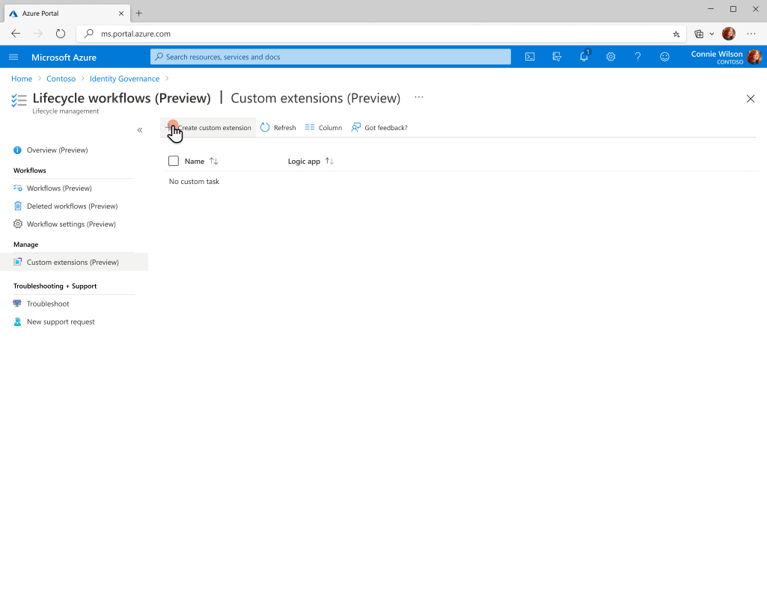 Azure Portal
ms.portal.azure.com
Microsoft Azure
Search resources, services and docs
1
Connie Wilson
CONTOSO
Home > Contoso > Identity Governance >
Lifecycle workflows (Preview) | Custom extensions (Preview) ...
Lifecycle management
Create custom extension
Refresh
Column
Got feedback?
Overview (Preview)
Workflows
Workflows (Preview)
Deleted workflows (Preview)
Workflow settings (Preview)
Manage
Custom extensions (Preview)
Troubleshooting + Support
Troubleshoot
New support request
Name
Logic app
No custom task